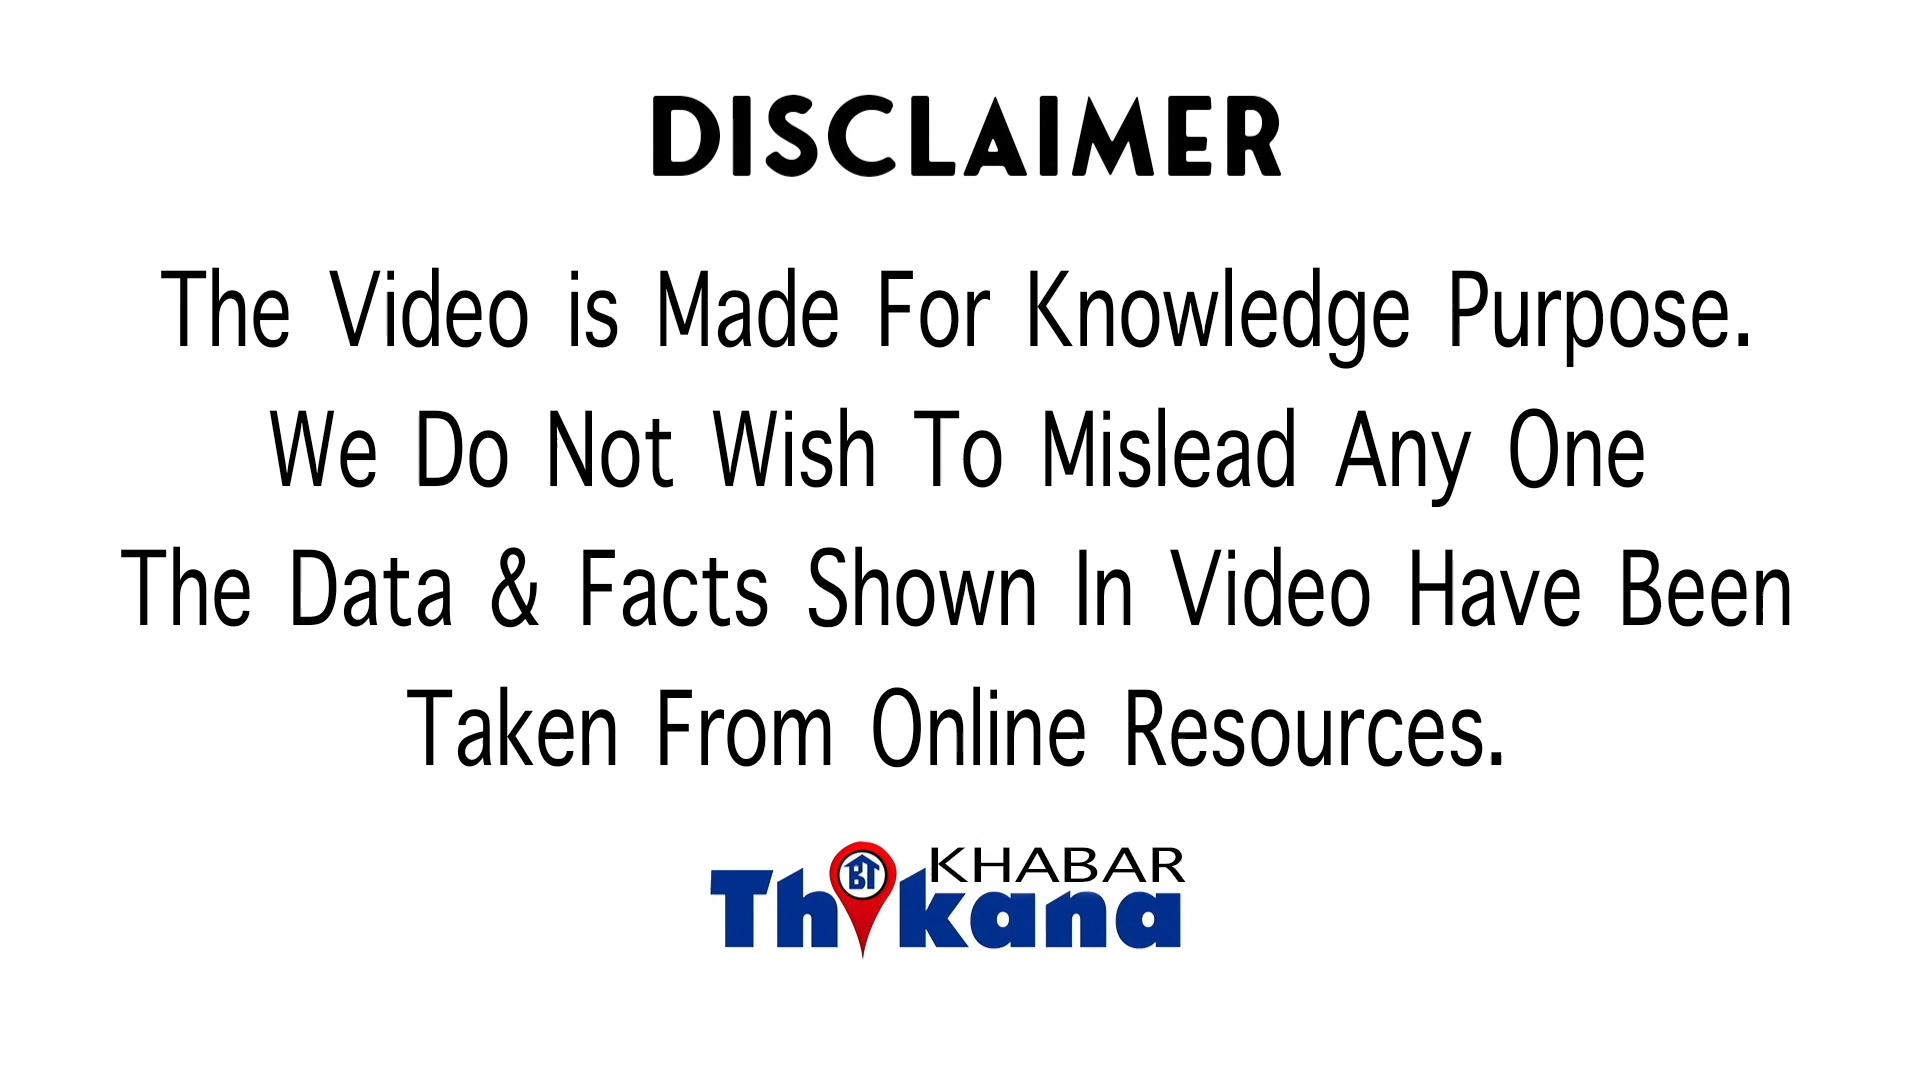 DISCLAIMER
The Video is Made For Knowledge Purpose.
We Do Not Wish To Mislead Any One
The Data & Facts Shown In Video Have Been
Taken From Online Resources.
KHABAR
BT
Thikana